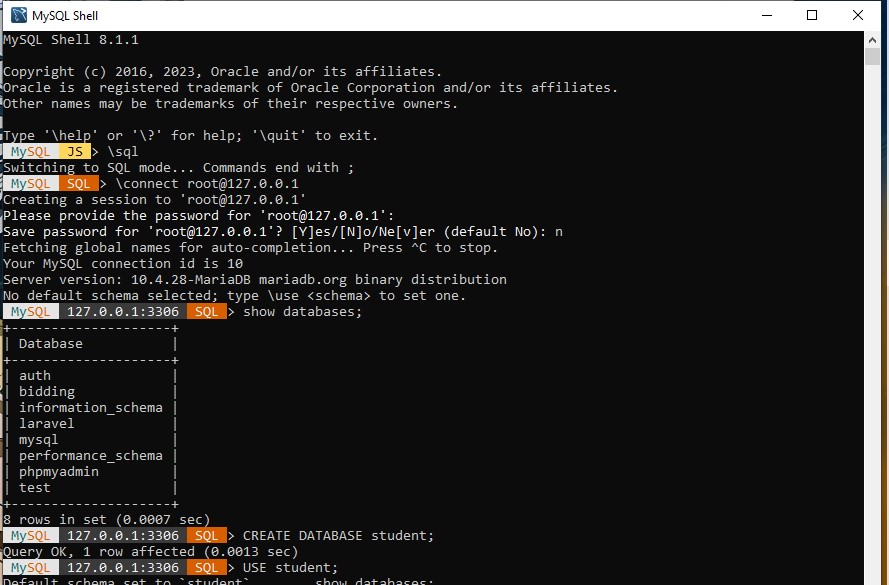 MySQL Shell
MySQL Shell 8.1.1
Copyright (c) 2016, 2023, Oracle and/or its affiliates.
Oracle is a registered trademark of Oracle Corporation and/or its affiliates.
Other names may be trademarks of their respective owners.
Type '\help' or '\?' for help; '\quit' to exit.
MySQL JS > \sql
Switching to SQL mode... Commands end with ;
MySQL SQL > \connect root@127.0.0.1
Creating a session to 'root@127.0.0.1'
Please provide the password for 'root@127.0.0.1':
Save password for 'root@127.0.0.1'? [Y]es/[N]o/Ne[v]er (default No): n
Fetching global names for auto-completion... Press ^C to stop.
Your MySQL connection id is 10
Server version: 10.4.28-MariaDB mariadb.org binary distribution
No default schema selected; type \use <schema> to set one.
MySQL 127.0.0.1:3306 SQL > show databases;
+--------------------+
| Database           |
+--------------------+
| auth               |
| bidding            |
| information_schema |
| laravel            |
| mysql              |
| performance_schema |
| phpmyadmin         |
| test               |
+--------------------+
8 rows in set (0.0007 sec)
MySQL 127.0.0.1:3306 SQL > CREATE DATABASE student;
Query OK, 1 row affected (0.0013 sec)
MySQL 127.0.0.1:3306 SQL > USE student;
Default schema set to `student` show databases;